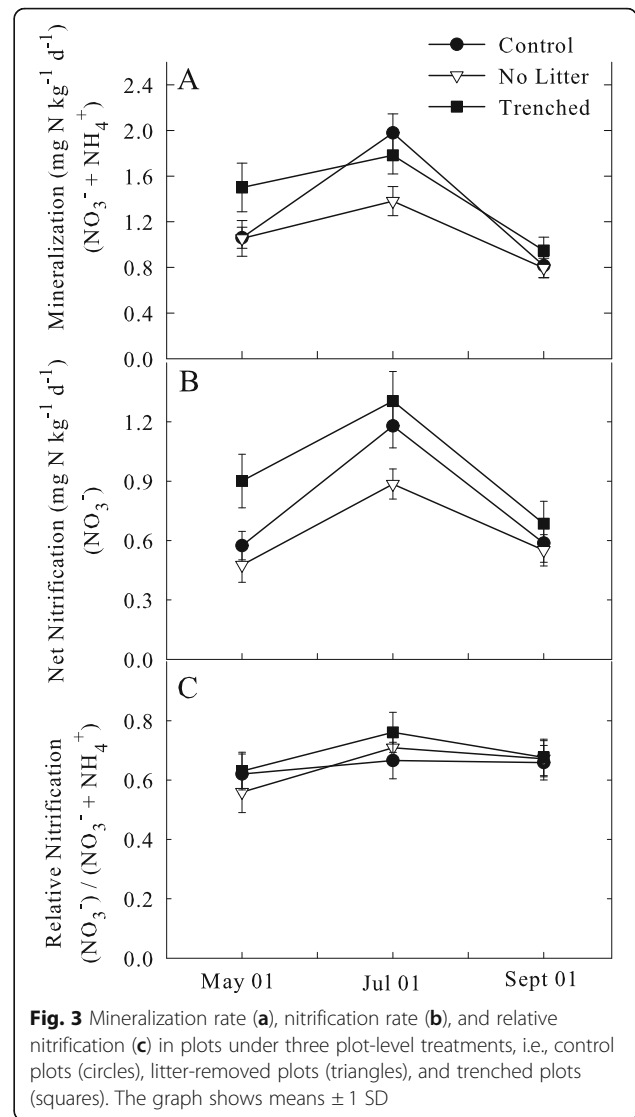 Control
No Litter
Trenched
A
Mineralization (mg N kg⁻¹ d⁻¹)
(NO₃⁻ + NH₄⁺)
2.4
2.0
1.6
1.2
0.8
0.4
0.0
B
Net Nitrification (mg N kg⁻¹ d⁻¹)
(NO₃⁻)
1.2
0.9
0.6
0.3
0.0
C
Relative Nitrification
(NO₃⁻) / (NO₃⁻ + NH₄⁺)
0.8
0.6
0.4
0.2
0.0
May 01 Jul 01 Sept 01
Fig. 3 Mineralization rate (a), nitrification rate (b), and relative
nitrification (c) in plots under three plot-level treatments, i.e., control
plots (circles), litter-removed plots (triangles), and trenched plots
(squares). The graph shows means ± 1 SD